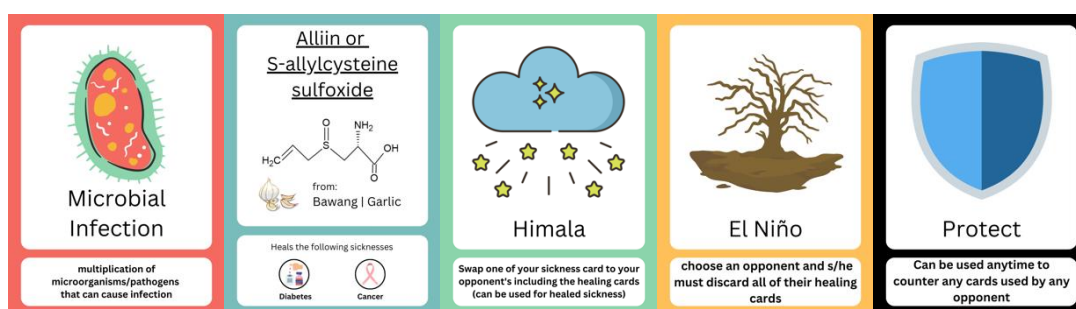 Microbial
Infection
multiplication of
microorganisms/pathogens
that can cause infection
Alliin or
S-allylcysteine
sulfoxide
O
NH₂
S
OH
H₂C
O
from:
Bawang | Garlic
Heals the following sicknesses
Diabetes
Cancer
Himala
Swap one of your sickness card to your
opponent's including the healing cards
(can be used for healed sickness)
El Niño
choose an opponent and s/he
must discard all of their healing
cards
Protect
Can be used anytime to
counter any cards used by any
opponent